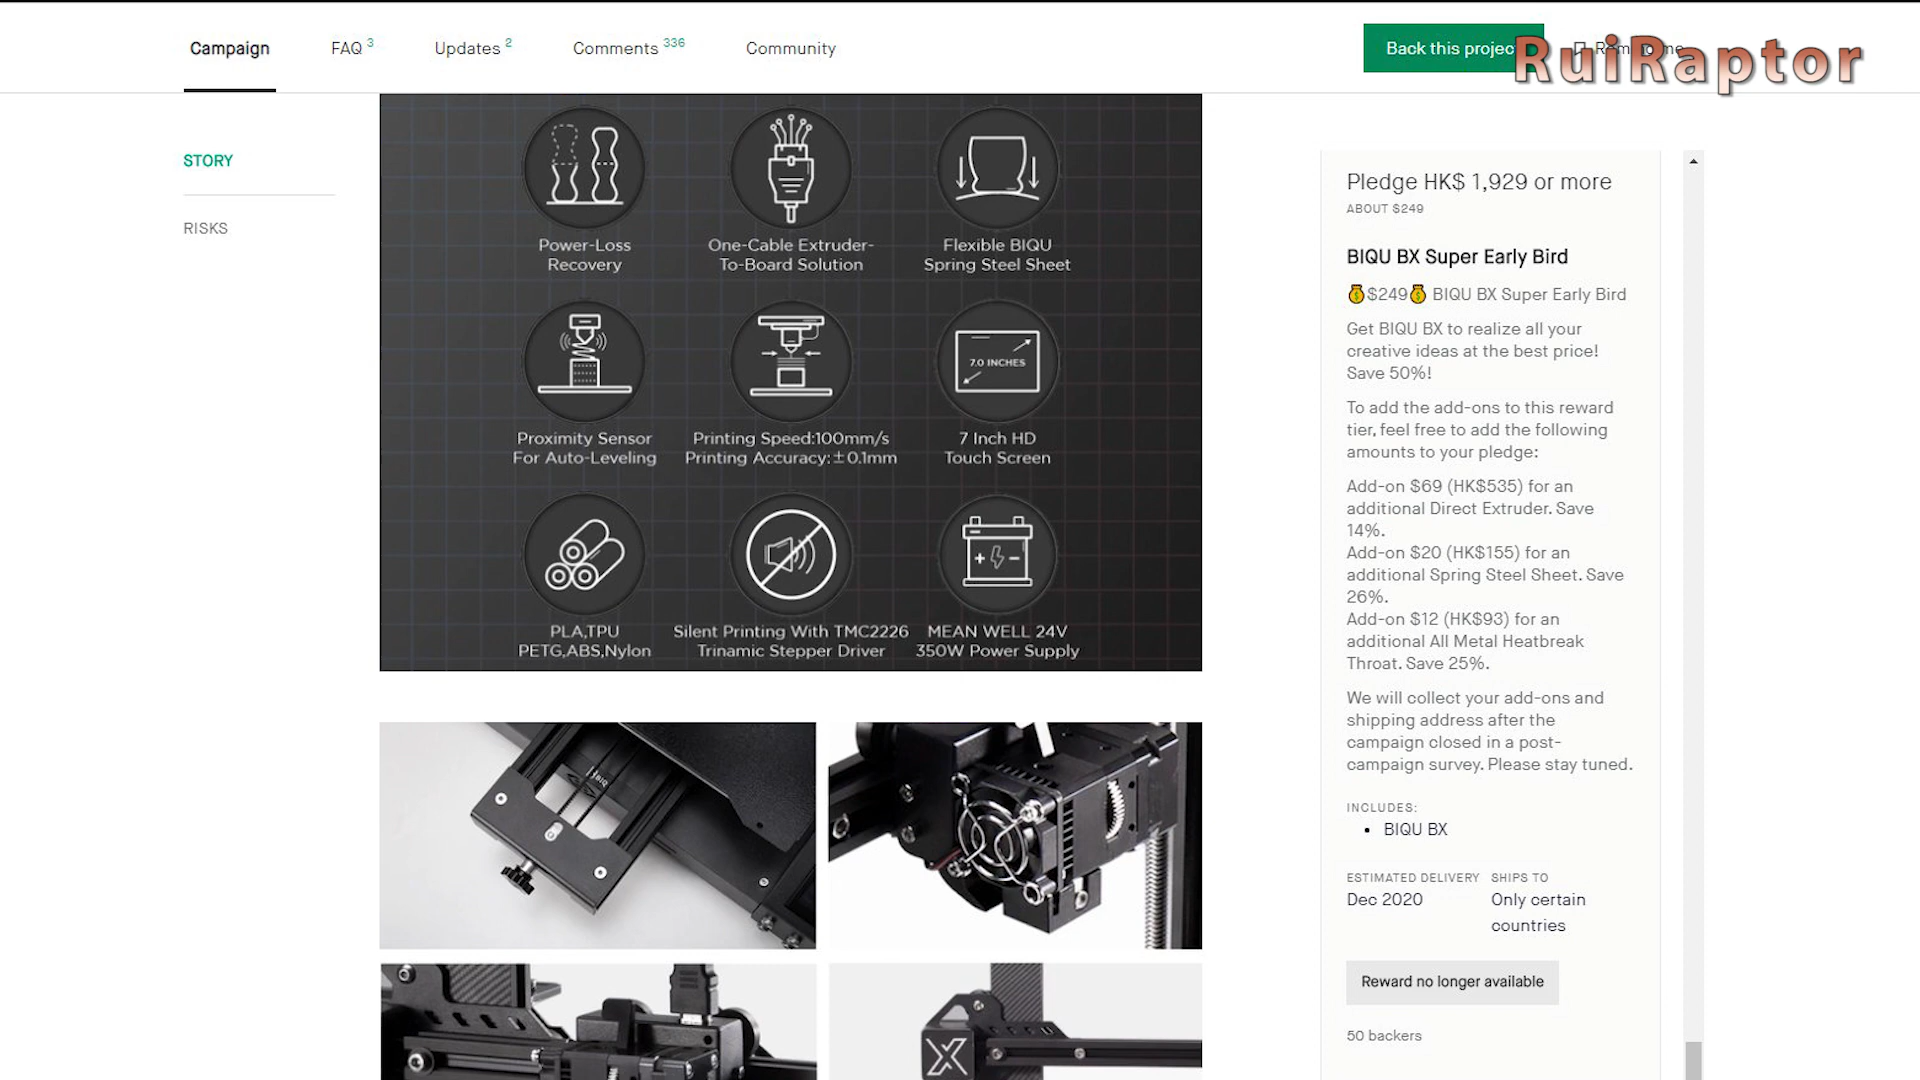 Campaign
FAQ 3
Updates 2
Comments 336
Community
Back this project
RuiRaptor
STORY
RISKS
Power-Loss
Recovery
One-Cable Extruder-
To-Board Solution
Flexible BIQU
Spring Steel Sheet
7.0 INCHES
Proximity Sensor
For Auto-Leveling
Printing Speed:100mm/s
Printing Accuracy:±0.1mm
7 Inch HD
Touch Screen
PLA,TPU
PETG,ABS,Nylon
Silent Printing With TMC2226
Trinamic Stepper Driver
MEAN WELL 24V
350W Power Supply
BIQ
X
Pledge HK$ 1,929 or more
ABOUT $249
BIQU BX Super Early Bird
💰$249💰 BIQU BX Super Early Bird
Get BIQU BX to realize all your
creative ideas at the best price!
Save 50%!
To add the add-ons to this reward
tier, feel free to add the following
amounts to your pledge:
Add-on $69 (HK$535) for an
additional Direct Extruder. Save
14%.
Add-on $20 (HK$155) for an
additional Spring Steel Sheet. Save
26%.
Add-on $12 (HK$93) for an
additional All Metal Heatbreak
Throat. Save 25%.
We will collect your add-ons and
shipping address after the
campaign closed in a post-
campaign survey. Please stay tuned.
INCLUDES:
• BIQU BX
ESTIMATED DELIVERY
Dec 2020
SHIPS TO
Only certain
countries
Reward no longer available
50 backers